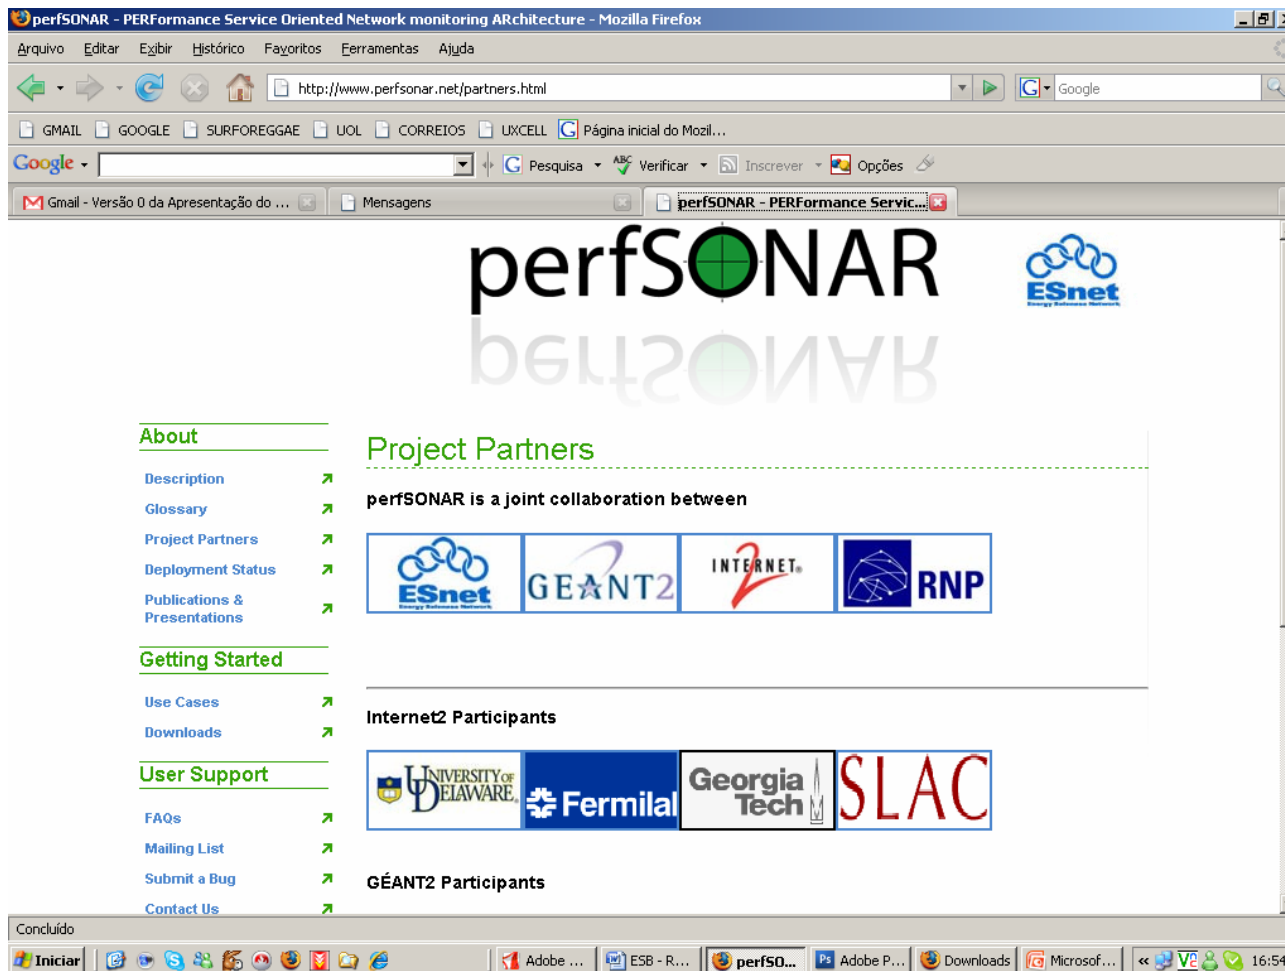 perfSONAR - PERFormance Service Oriented Network monitoring ARchitecture - Mozilla Firefox
Arquivo Editar Exibir Histórico Favoritos Ferramentas Ajuda
http://www.perfsonar.net/partners.html
Google
GMAIL GOOGLE SURFOREGGAE UOL CORREIOS UXCELL Página inicial do Mozil...
Google Pesquisa Verificar Inscrever Opções
Gmail - Versão 0 da Apresentação do ... Mensagens perfSONAR - PERFormance Servic...
perfSONAR
ESnet
About
Description
Glossary
Project Partners
Deployment Status
Publications &
Presentations
Getting Started
Use Cases
Downloads
User Support
FAQs
Mailing List
Submit a Bug
Contact Us
Project Partners
perfSONAR is a joint collaboration between
ESnet GEANT2 INTERNET2 RNP
Internet2 Participants
UNIVERSITY OF DELAWARE Fermilab Georgia Tech SLAC
GÉANT2 Participants
Concluído
Iniciar Adobe ... ESB - R... perfSO... Adobe P... Downloads Microsof... « 16:54